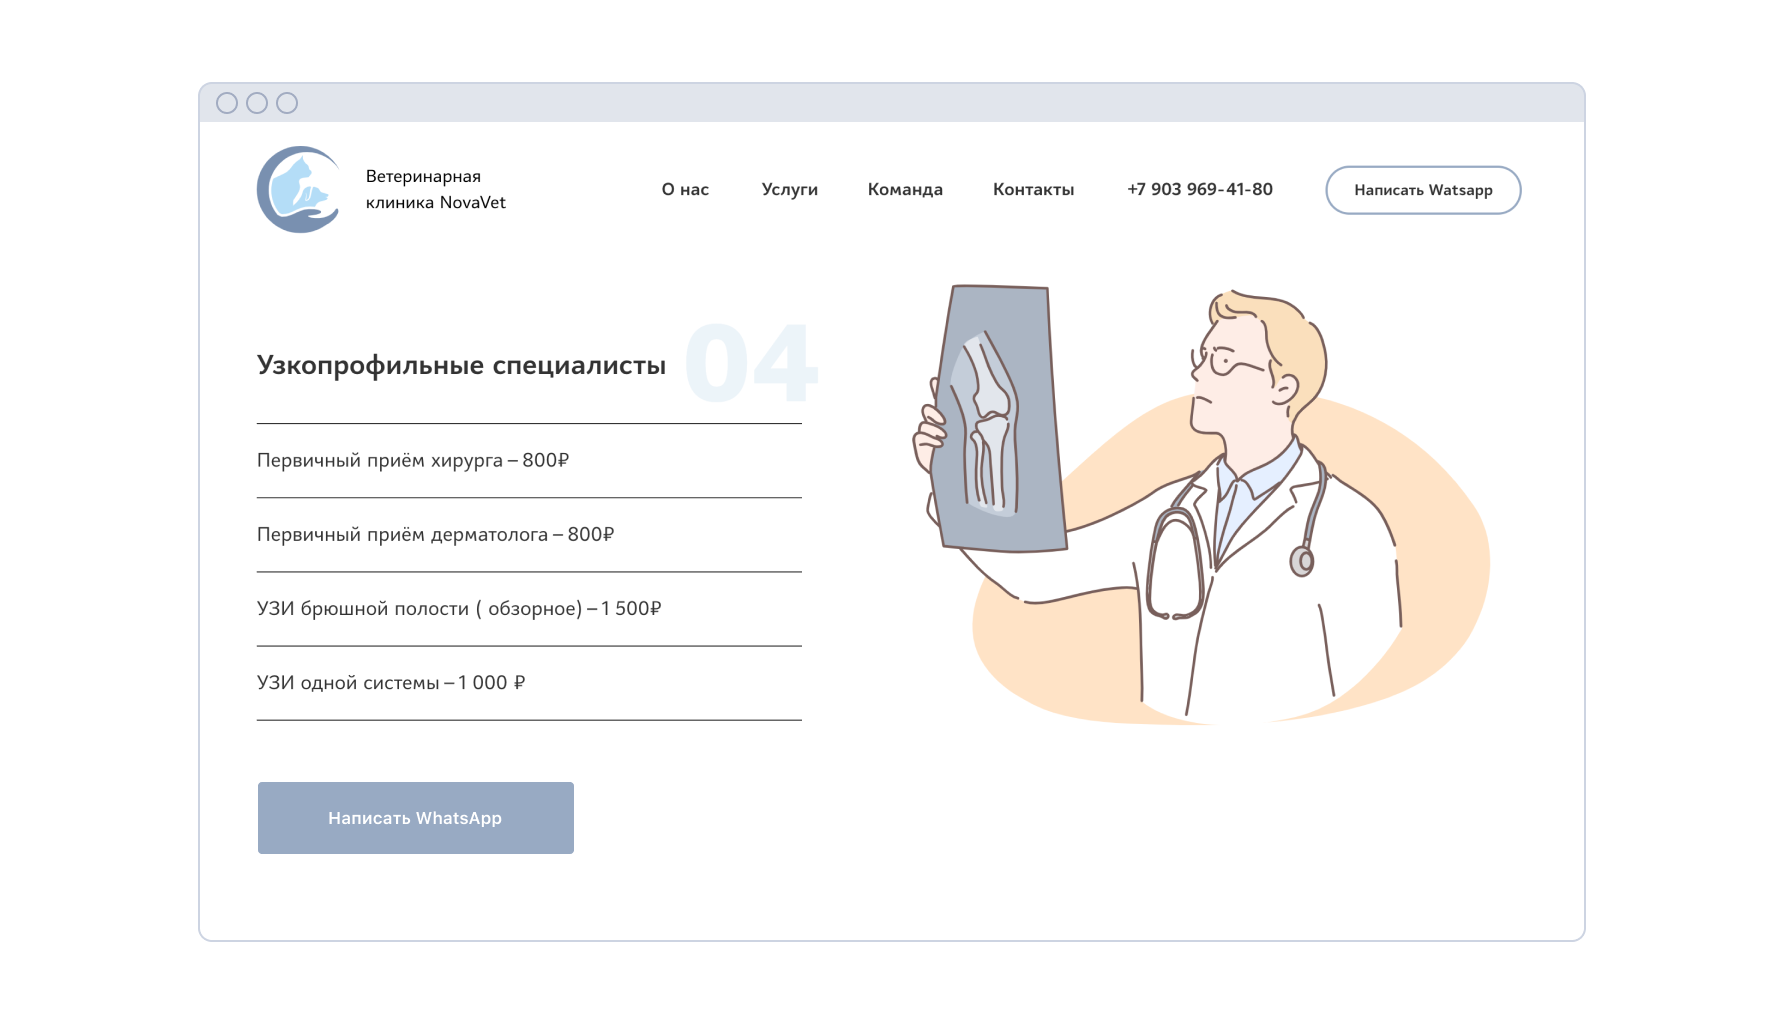 Ветеринарная
клиника NovaVet
О нас
Услуги
Команда
Контакты
+7 903 969-41-80
Написать Watsapp
Узкопрофильные специалисты
04
Первичный приём хирурга – 800₽
Первичный приём дерматолога – 800₽
УЗИ брюшной полости ( обзорное) – 1 500₽
УЗИ одной системы – 1 000 ₽
Написать WhatsApp